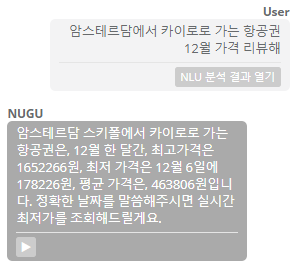 User
암스테르담에서 카이로로 가는 항공권
12월 가격 리뷰해
NLU 분석 결과 열기
NUGU
암스테르담 스키폴에서 카이로로 가는
항공권은, 12월 한 달간, 최고가격은
1652266원, 최저 가격은 12월 6일에
178226원, 평균 가격은, 463806원입니
다. 정확한 날짜를 말씀해주시면 실시간
최저가를 조회해드릴게요.